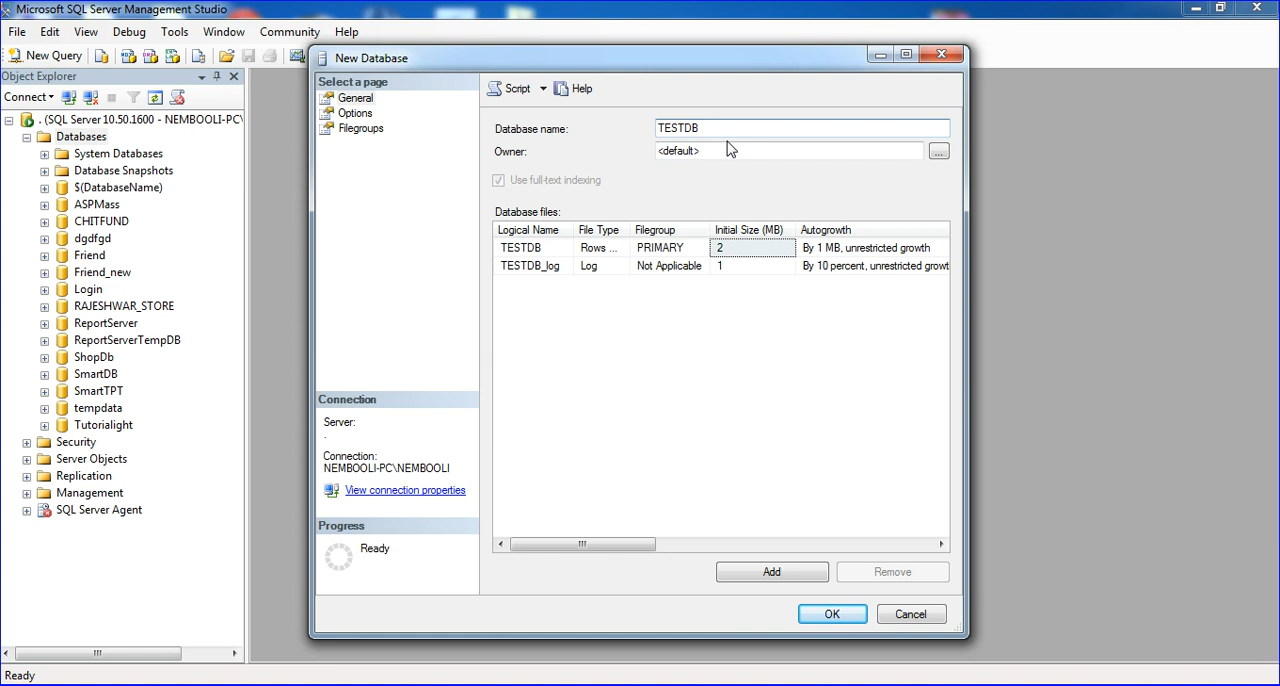 Microsoft SQL Server Management Studio
File Edit View Debug Tools Window Community Help
New Query
Object Explorer
Connect
. (SQL Server 10.50.1600 - NEMBOOLI-PC\
Databases
System Databases
Database Snapshots
$(DatabaseName)
ASPMass
CHITFUND
dgdfgd
Friend
Friend_new
Login
RAJESHWAR_STORE
ReportServer
ReportServerTempDB
ShopDb
SmartDB
SmartTPT
tempdata
Tutorialight
Security
Server Objects
Replication
Management
SQL Server Agent
New Database
Select a page
General
Options
Filegroups
Connection
Server:
.
Connection:
NEMBOOLI-PC\NEMBOOLI
View connection properties
Progress
Ready
Script Help
Database name: TESTDB
Owner: <default> ...
Use full-text indexing
Database files:
Logical Name File Type Filegroup Initial Size (MB) Autogrowth
TESTDB Rows ... PRIMARY 2 By 1 MB, unrestricted growth
TESTDB_log Log Not Applicable 1 By 10 percent, unrestricted growt
Add Remove
OK Cancel
Ready